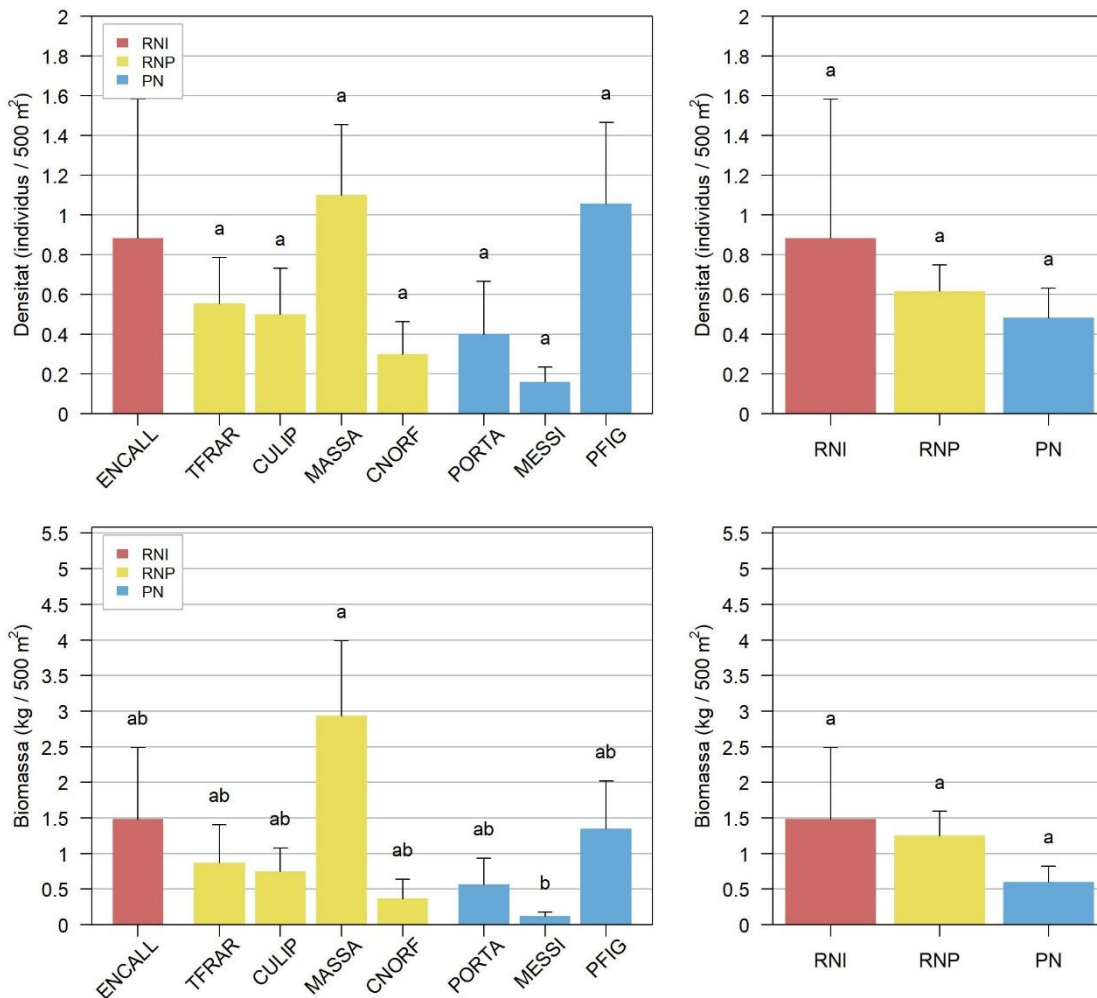 Densitat (individus / 500 m²)
2
1.8
1.6
1.4
1.2
1
0.8
0.6
0.4
0.2
0
RNI
RNP
PN
a
a
a
a
a
a
a
ENCALL
TFRAR
CULIP
MASSA
CNORF
PORTA
MESSI
PFIG
Densitat (individus / 500 m²)
2
1.8
1.6
1.4
1.2
1
0.8
0.6
0.4
0.2
0
a
a
a
RNI
RNP
PN
Biomassa (kg / 500 m²)
5.5
5
4.5
4
3.5
3
2.5
2
1.5
1
0.5
0
RNI
RNP
PN
ab
ab
ab
a
ab
ab
b
ab
ENCALL
TFRAR
CULIP
MASSA
CNORF
PORTA
MESSI
PFIG
Biomassa (kg / 500 m²)
5.5
5
4.5
4
3.5
3
2.5
2
1.5
1
0.5
0
a
a
a
RNI
RNP
PN